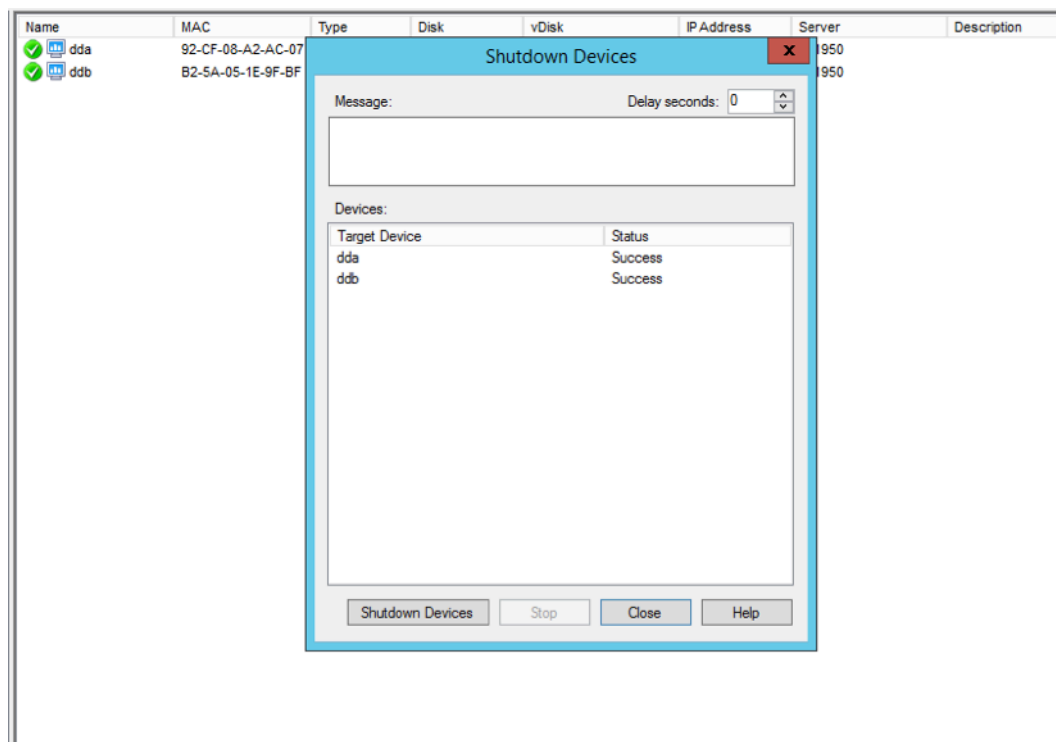 Name MAC Type Disk vDisk IP Address Server Description
dda 92-CF-08-A2-AC-07 1950
ddb B2-5A-05-1E-9F-BF 1950
Shutdown Devices x
Message: Delay seconds: 0
Devices:
Target Device Status
dda Success
ddb Success
Shutdown Devices Stop Close Help